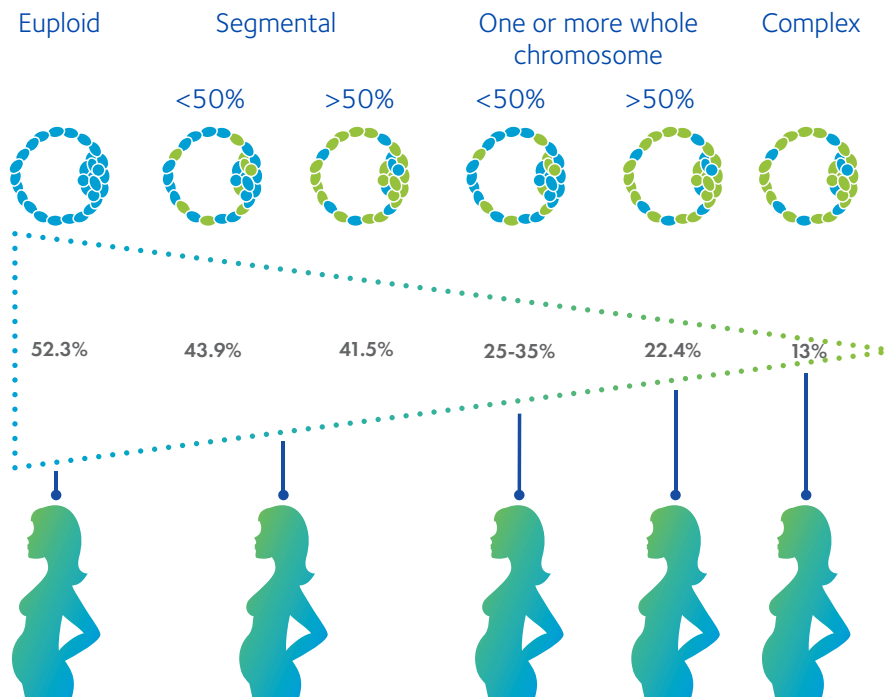 Euploid
Segmental
One or more whole
chromosome
Complex
<50%
>50%
<50%
>50%
52.3%
43.9%
41.5%
25-35%
22.4%
13%